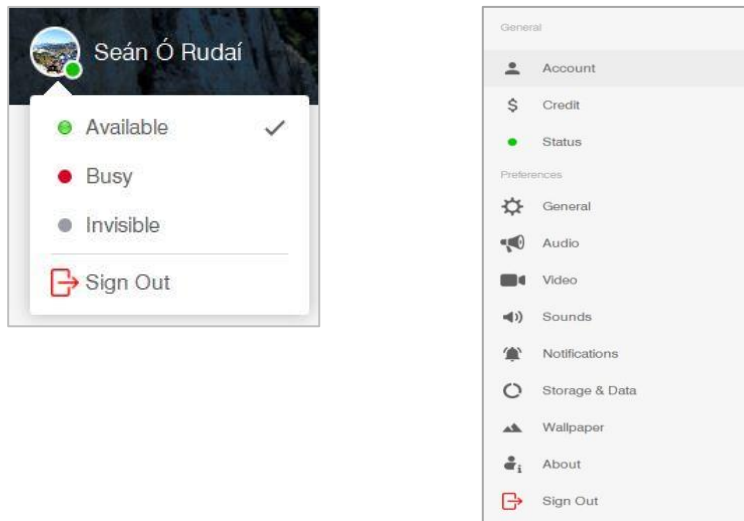 Seán Ó Rudaí
Available
Busy
Invisible
Sign Out
General
Account
Credit
Status
Preferences
General
Audio
Video
Sounds
Notifications
Storage & Data
Wallpaper
About
Sign Out